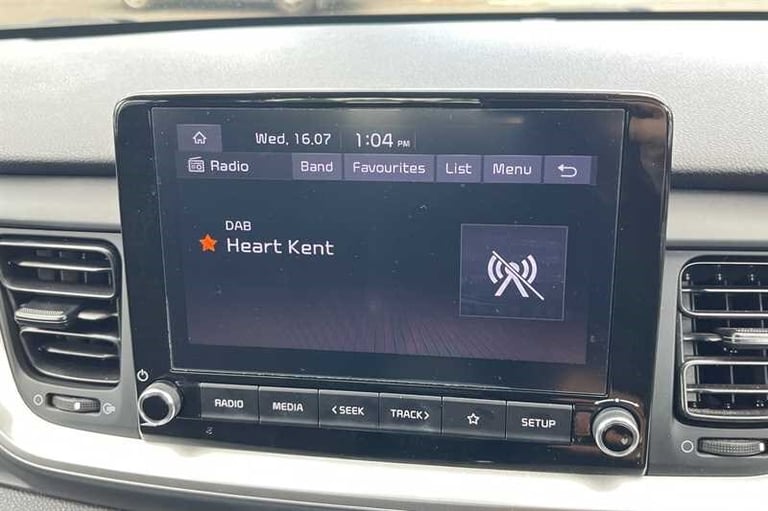 Wed, 16.07 1:04 PM
Radio Band Favourites List Menu
DAB
Heart Kent
RADIO MEDIA <SEEK TRACK> SETUP